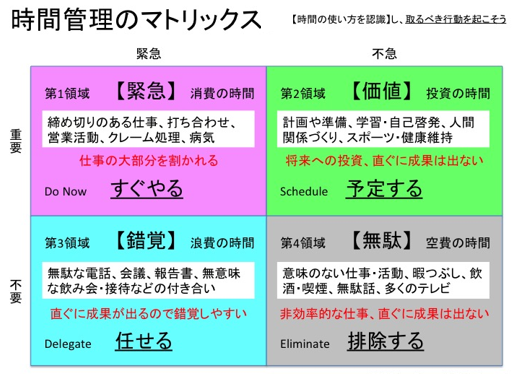 時間管理のマトリックス
【時間の使い方を認識】し、取るべき行動を起こそう
緊急
不急
重要
第1領域 【緊急】 消費の時間
締め切りのある仕事、打ち合わせ、
営業活動、クレーム処理、病気
仕事の大部分を割かれる
Do Now すぐやる
第2領域 【価値】 投資の時間
計画や準備、学習・自己啓発、人間
関係づくり、スポーツ・健康維持
将来への投資、直ぐに成果は出ない
Schedule 予定する
不要
第3領域 【錯覚】 浪費の時間
無駄な電話、会議、報告書、無意味
な飲み会・接待などの付き合い
直ぐに成果が出るので錯覚しやすい
Delegate 任せる
第4領域 【無駄】 空費の時間
意味のない仕事・活動、暇つぶし、飲
酒・喫煙、無駄話、多くのテレビ
非効率的な仕事、直ぐに成果は出ない
Eliminate 排除する